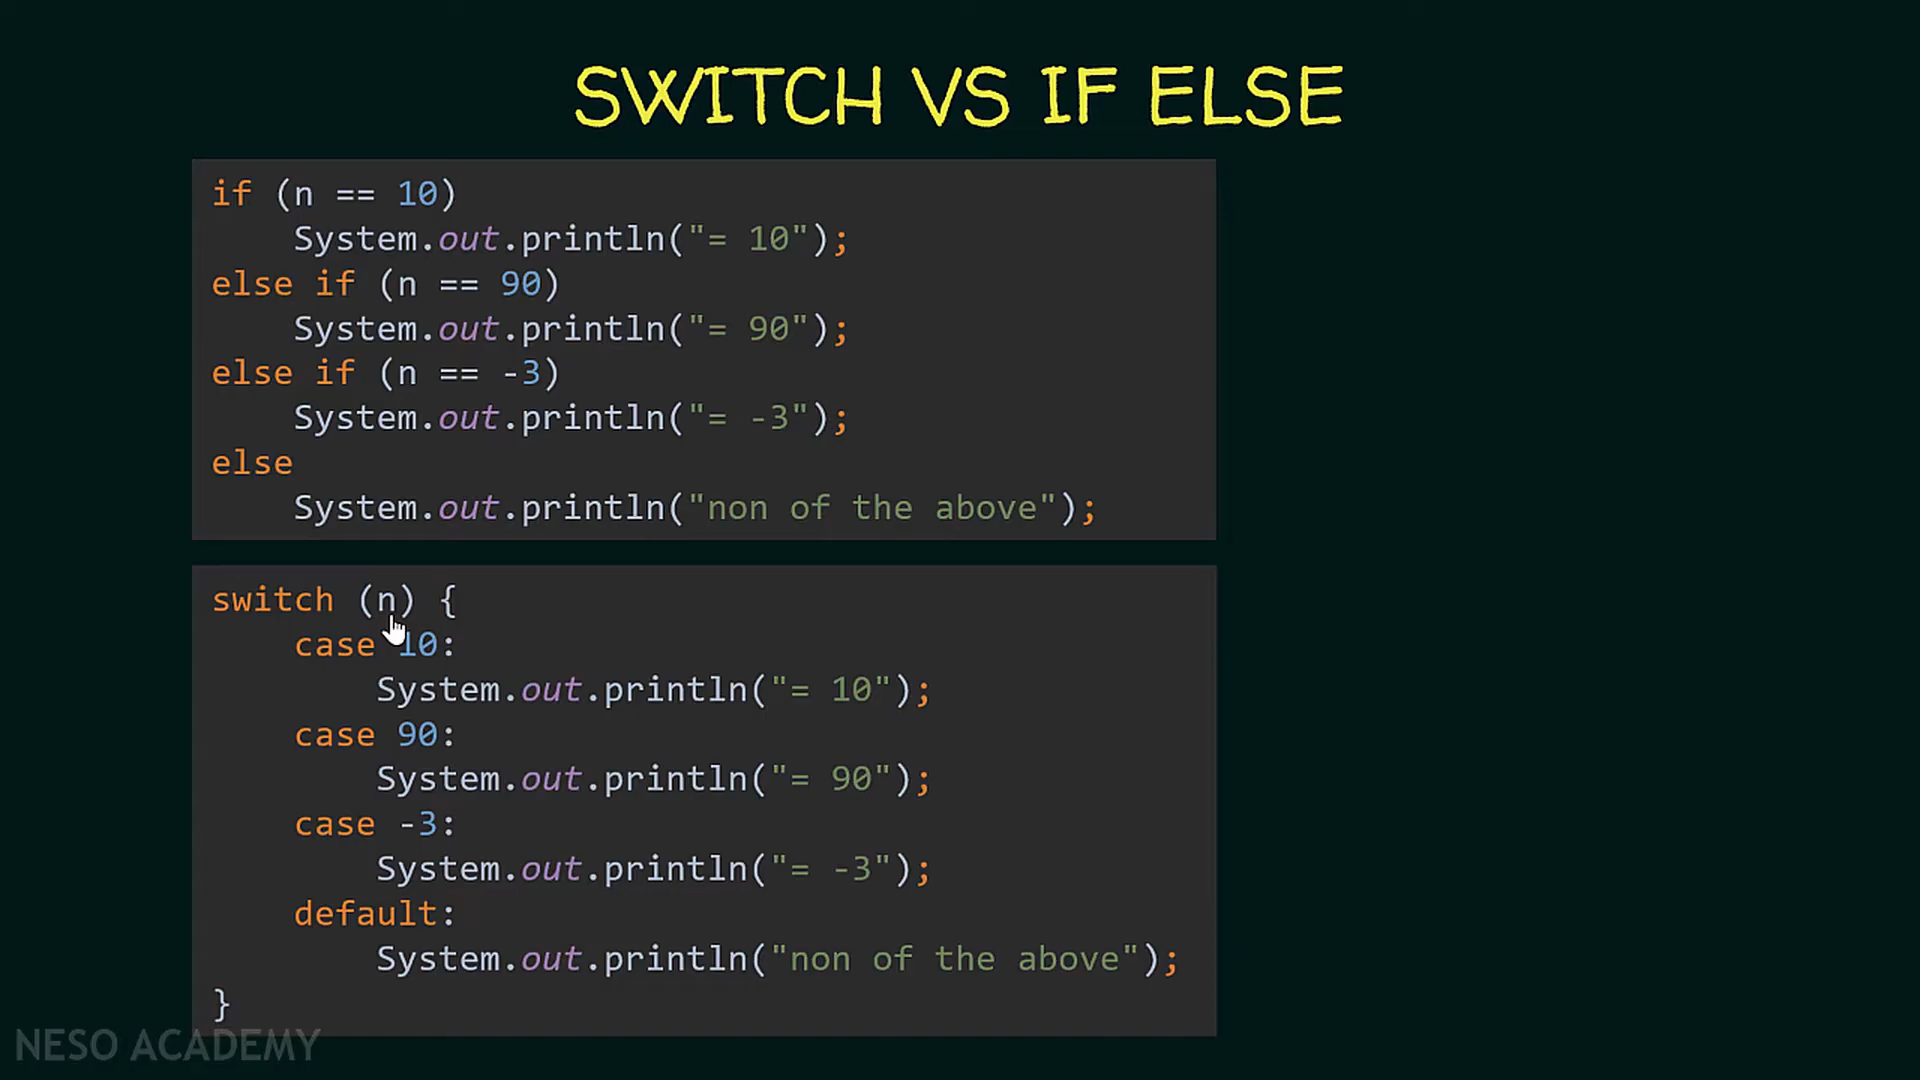 SWITCH VS IF ELSE
if (n == 10)
    System.out.println("= 10");
else if (n == 90)
    System.out.println("= 90");
else if (n == -3)
    System.out.println("= -3");
else
    System.out.println("non of the above");
switch (n) {
    case 10:
        System.out.println("= 10");
    case 90:
        System.out.println("= 90");
    case -3:
        System.out.println("= -3");
    default:
        System.out.println("non of the above");
}
NESO ACADEMY